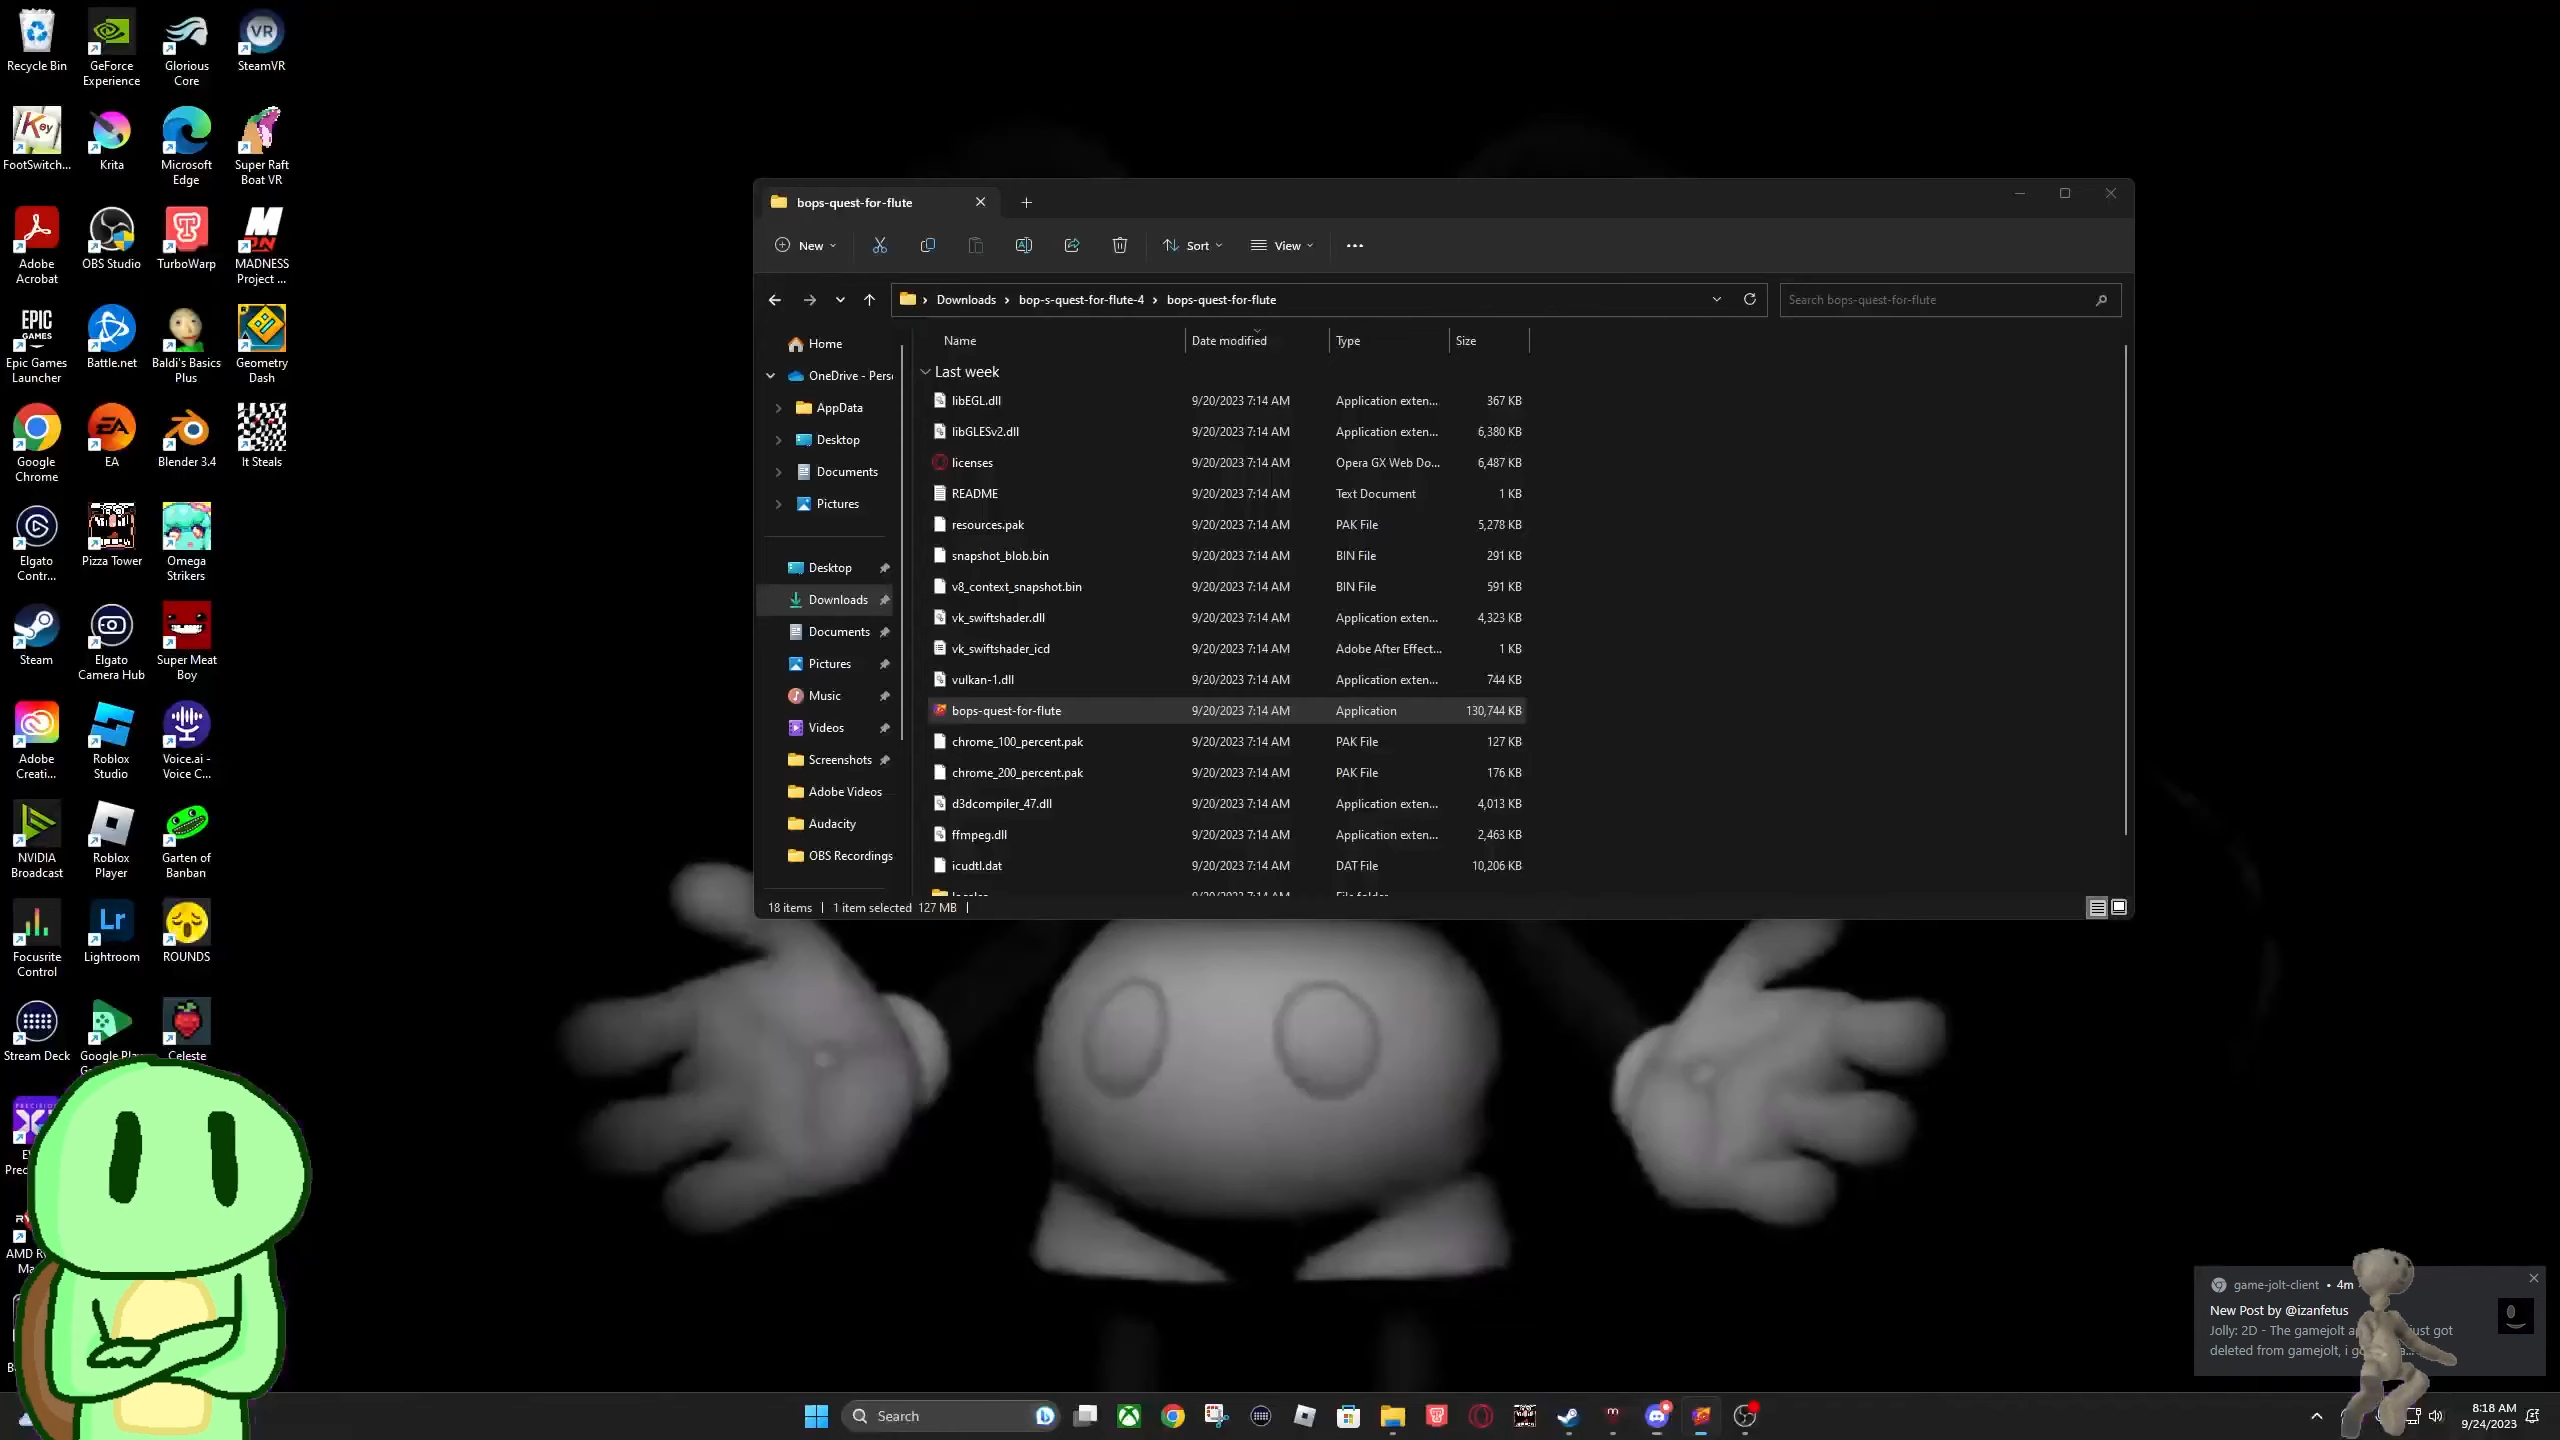 Recycle Bin
GeForce
Experience
Glorious
Core
SteamVR
FootSwitch...
Krita
Microsoft
Edge
Super Raft
Boat VR
Adobe
Acrobat
OBS Studio
TurboWarp
MADNESS
Project ...
Epic Games
Launcher
Battle.net
Baldi's Basics
Plus
Geometry
Dash
Google
Chrome
EA
Blender 3.4
It Steals
Elgato
Contr...
Pizza Tower
Omega
Strikers
Steam
Elgato
Camera Hub
Super Meat
Boy
Adobe
Creati...
Roblox
Studio
Voice.ai -
Voice C...
NVIDIA
Broadcast
Roblox
Player
Garten of
Banban
Focusrite
Control
Lightroom
ROUNDS
Stream Deck
Google Pla
Celeste
bops-quest-for-flute
New
Sort
View
Downloads
bop-s-quest-for-flute-4
bops-quest-for-flute
Search bops-quest-for-flute
Home
OneDrive - Pers
AppData
Desktop
Documents
Pictures
Desktop
Downloads
Documents
Pictures
Music
Videos
Screenshots
Adobe Videos
Audacity
OBS Recordings
Name Date modified Type Size
Last week
libEGL.dll 9/20/2023 7:14 AM Application exten... 367 KB
libGLESv2.dll 9/20/2023 7:14 AM Application exten... 6,380 KB
licenses 9/20/2023 7:14 AM Opera GX Web Do... 6,487 KB
README 9/20/2023 7:14 AM Text Document 1 KB
resources.pak 9/20/2023 7:14 AM PAK File 5,278 KB
snapshot_blob.bin 9/20/2023 7:14 AM BIN File 291 KB
v8_context_snapshot.bin 9/20/2023 7:14 AM BIN File 591 KB
vk_swiftshader.dll 9/20/2023 7:14 AM Application exten... 4,323 KB
vk_swiftshader_icd 9/20/2023 7:14 AM Adobe After Effect... 1 KB
vulkan-1.dll 9/20/2023 7:14 AM Application exten... 744 KB
bops-quest-for-flute 9/20/2023 7:14 AM Application 130,744 KB
chrome_100_percent.pak 9/20/2023 7:14 AM PAK File 127 KB
chrome_200_percent.pak 9/20/2023 7:14 AM PAK File 176 KB
d3dcompiler_47.dll 9/20/2023 7:14 AM Application exten... 4,013 KB
ffmpeg.dll 9/20/2023 7:14 AM Application exten... 2,463 KB
icudtl.dat 9/20/2023 7:14 AM DAT File 10,206 KB
18 items 1 item selected 127 MB
game-jolt-client • 4m
New Post by @izanfetus
Jolly: 2D - The gamejolt just got
deleted from gamejolt, i
Search
8:18 AM
9/24/2023